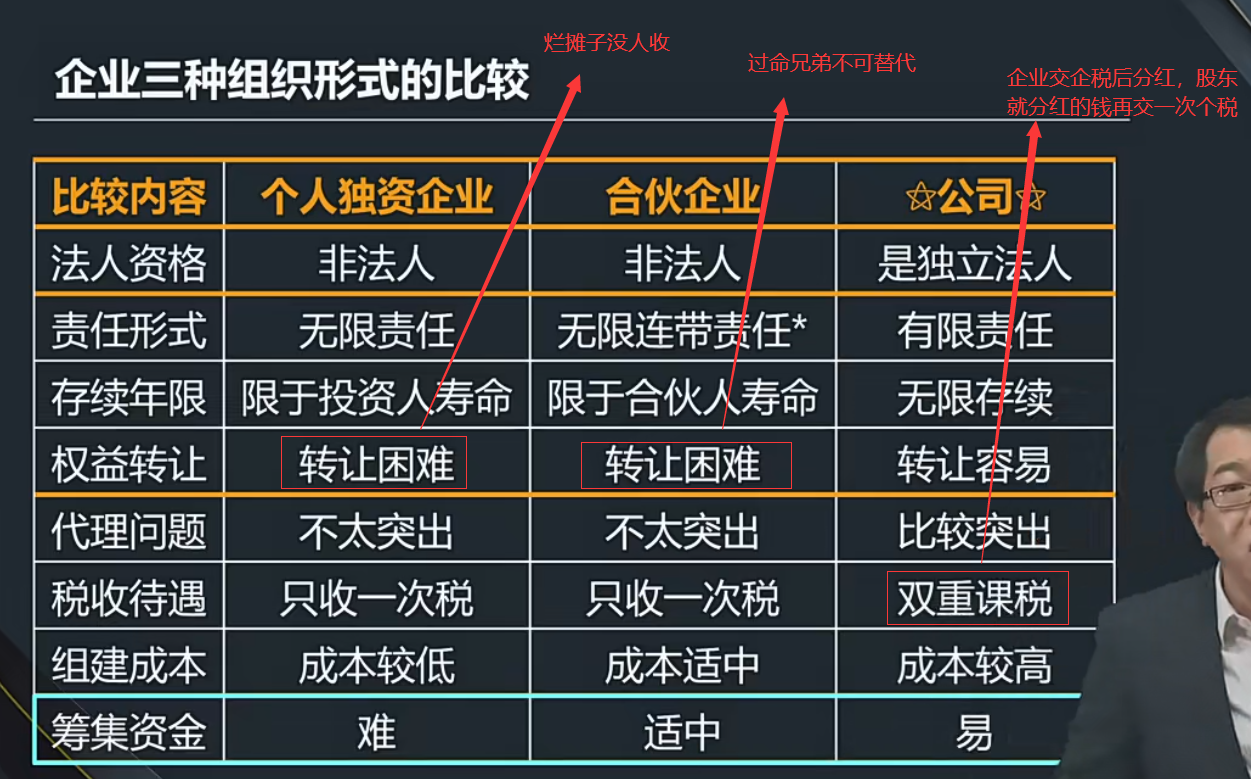 烂摊子没人收
过命兄弟不可替代
企业交企税后分红，股东
就分红的钱再交一次个税
企业三种组织形式的比较
比较内容 个人独资企业 合伙企业 ☆公司☆
法人资格 非法人 非法人 是独立法人
责任形式 无限责任 无限连带责任* 有限责任
存续年限 限于投资人寿命 限于合伙人寿命 无限存续
权益转让 转让困难 转让困难 转让容易
代理问题 不太突出 不太突出 比较突出
税收待遇 只收一次税 只收一次税 双重课税
组建成本 成本较低 成本适中 成本较高
筹集资金 难 适中 易